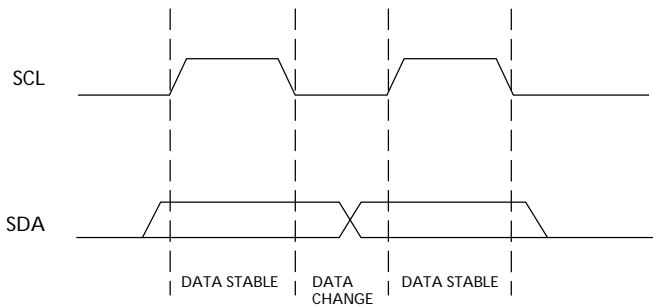 SCL
SDA
DATA STABLE
DATA
CHANGE
DATA STABLE